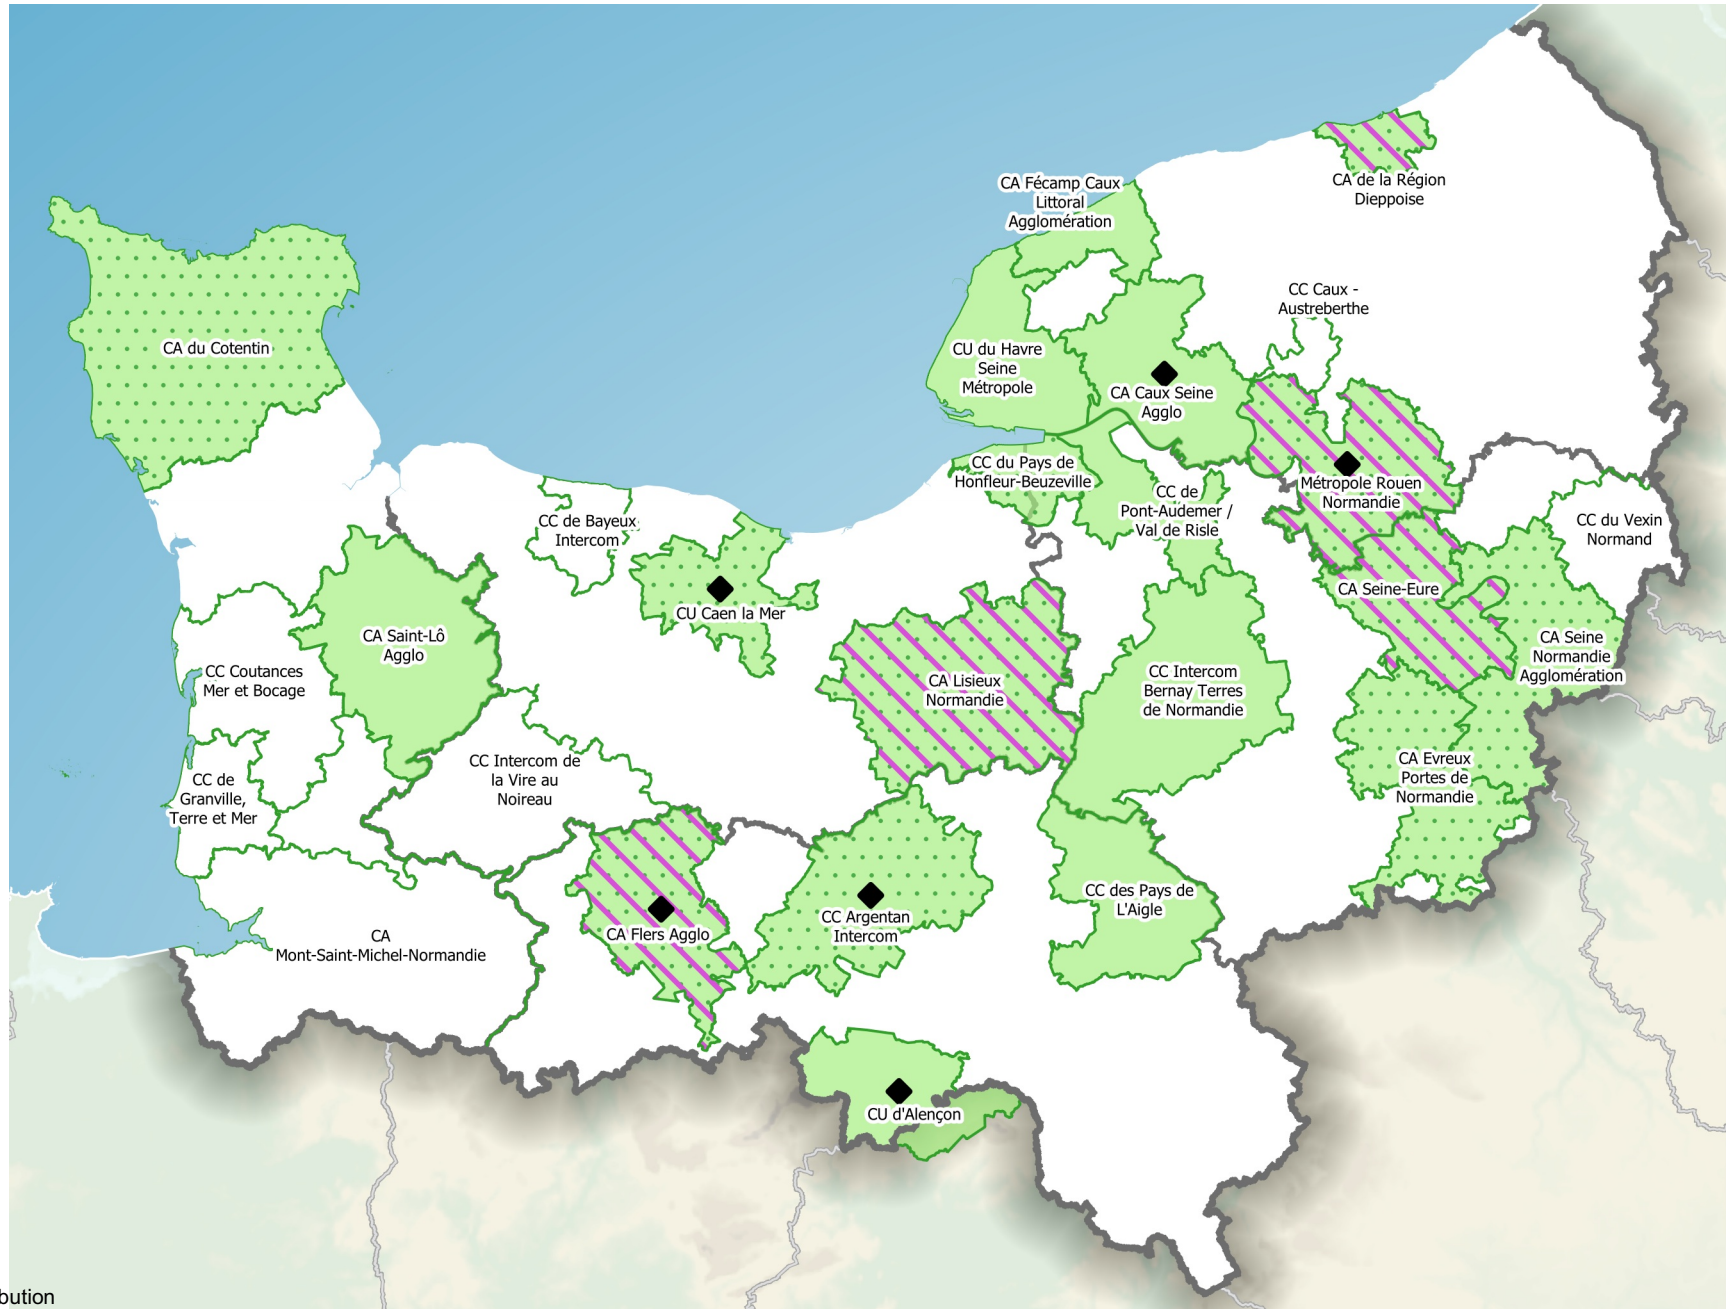 CA de la Région
Dieppoise
CA Fécamp Caux
Littoral
Agglomération
CC Caux -
Austreberthe
CA du Cotentin
CU du Havre
Seine
Métropole
CA Caux Seine
Agglo
CC du Pays de
Honfleur-Beuzeville
CC de
Pont-Audemer /
Val de Risle
Métropole Rouen
Normandie
CC du Vexin
Normand
CC de Bayeux
Intercom
CU Caen la Mer
CA Seine-Eure
CA Saint-Lô
Agglo
CA Seine
Normandie
Agglomération
CC Coutances
Mer et Bocage
CA Lisieux
Normandie
CC Intercom
Bernay Terres
de Normandie
CC Intercom de
la Vire au
Noireau
CC de
Granville,
Terre et Mer
CA Evreux
Portes de
Normandie
CC des Pays de
L'Aigle
CC Argentan
Intercom
CA Flers Agglo
CA
Mont-Saint-Michel-Normandie
CU d'Alençon
bution